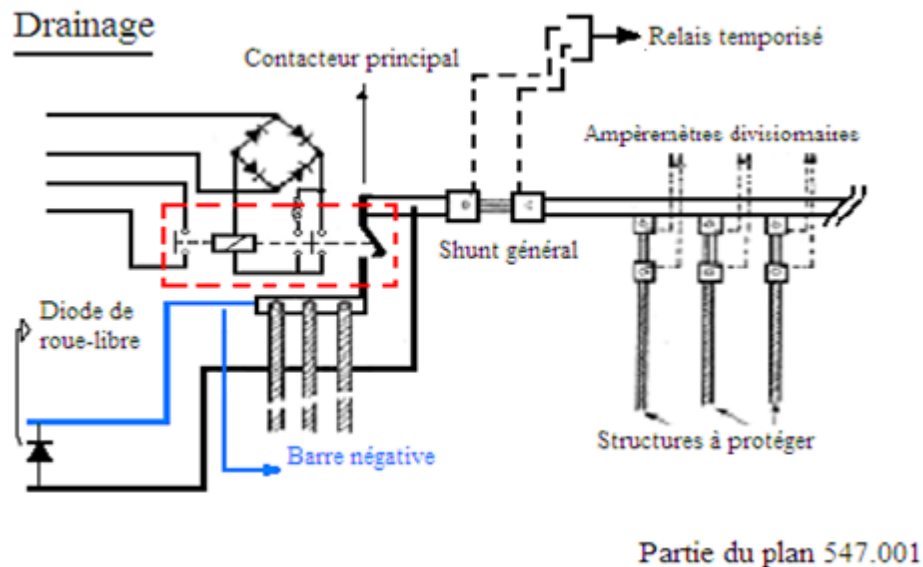 Drainage
Relais temporisé
Contacteur principal
Ampèremètres divisionnaires
Shunt général
Diode de
roue-libre
Structures à protéger
Barre négative
Partie du plan 547.001